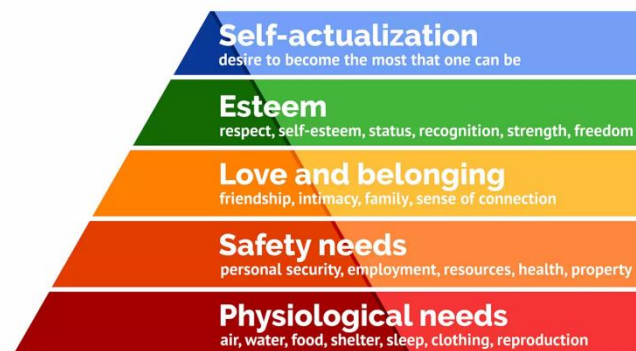 Self-actualization
desire to become the most that one can be
Esteem
respect, self-esteem, status, recognition, strength, freedom
Love and belonging
friendship, intimacy, family, sense of connection
Safety needs
personal security, employment, resources, health, property
Physiological needs
air, water, food, shelter, sleep, clothing, reproduction